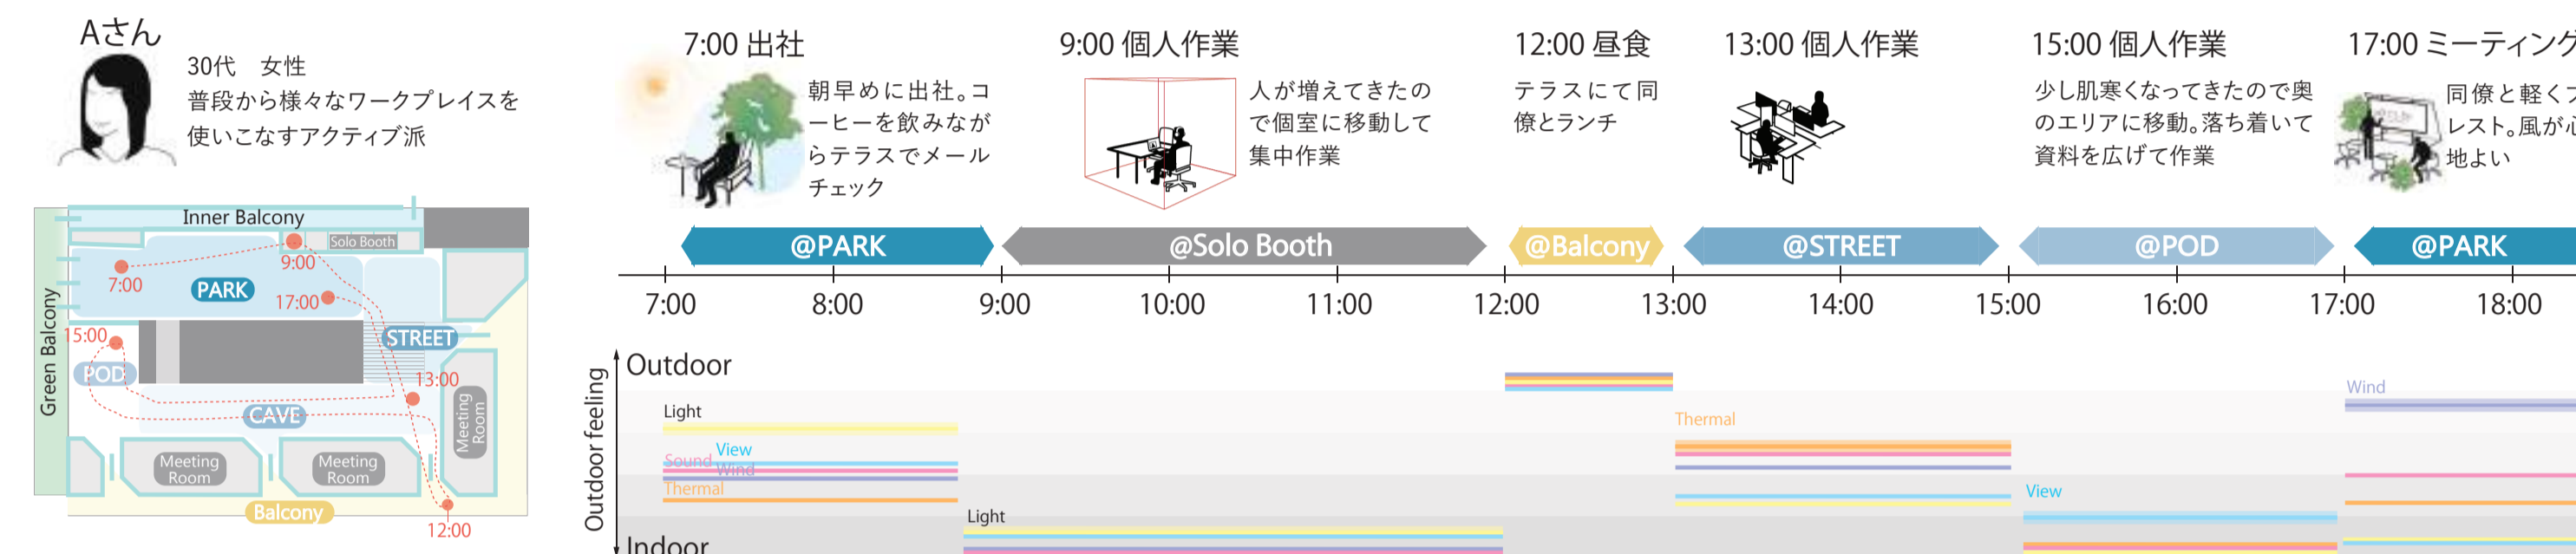 Aさん
30代　女性
普段から様々なワークプレイスを
使いこなすアクティブ派
7:00 出社
朝早めに出社。コ
ーヒーを飲みなが
らテラスでメール
チェック
9:00 個人作業
人が増えてきたの
で個室に移動して
集中作業
12:00 昼食
テラスにて同
僚とランチ
13:00 個人作業
15:00 個人作業
少し肌寒くなってきたので奥
のエリアに移動。落ち着いて
資料を広げて作業
17:00 ミーティング
同僚と軽くブ
レスト。風が心
地よい
@PARK
@Solo Booth
@Balcony
@STREET
@POD
@PARK
7:00
8:00
9:00
10:00
11:00
12:00
13:00
14:00
15:00
16:00
17:00
18:00
Inner Balcony
Solo Booth
9:00
7:00
PARK
17:00
Green Balcony
15:00
STREET
POD
13:00
CAVE
Meeting
Room
Meeting
Room
Meeting
Room
Balcony
12:00
Outdoor feeling
Outdoor
Light
View
Sound
Wind
Thermal
Light
Thermal
View
Wind
Indoor